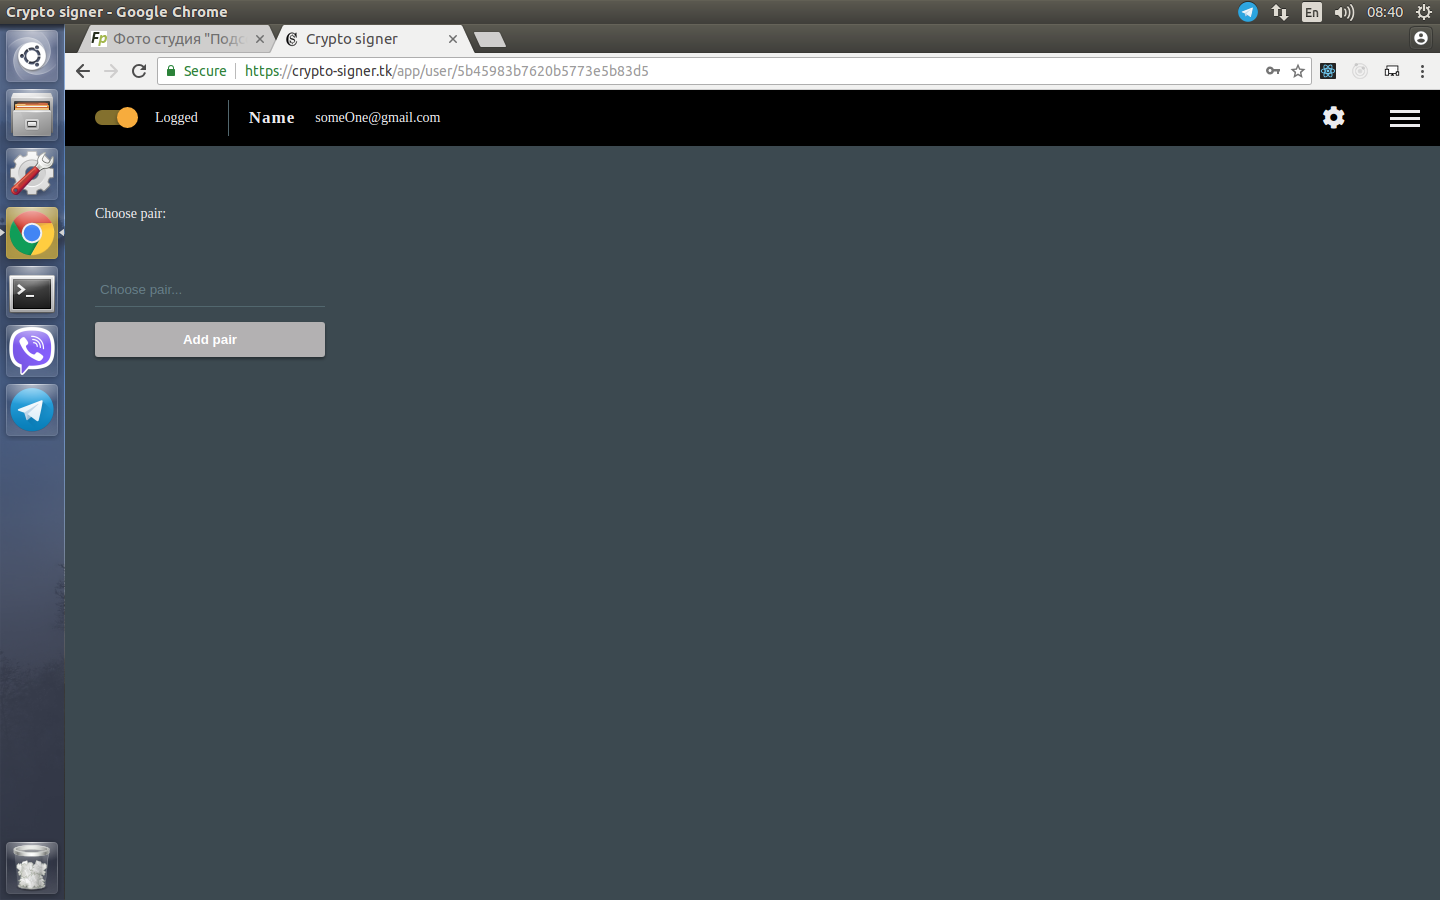 Crypto signer - Google Chrome
En
08:40
Fp Фото студия "Подс
Crypto signer
Secure
https://crypto-signer.tk/app/user/5b45983b7620b5773e5b83d5
Logged
Name
someOne@gmail.com
Choose pair:
Choose pair...
Add pair